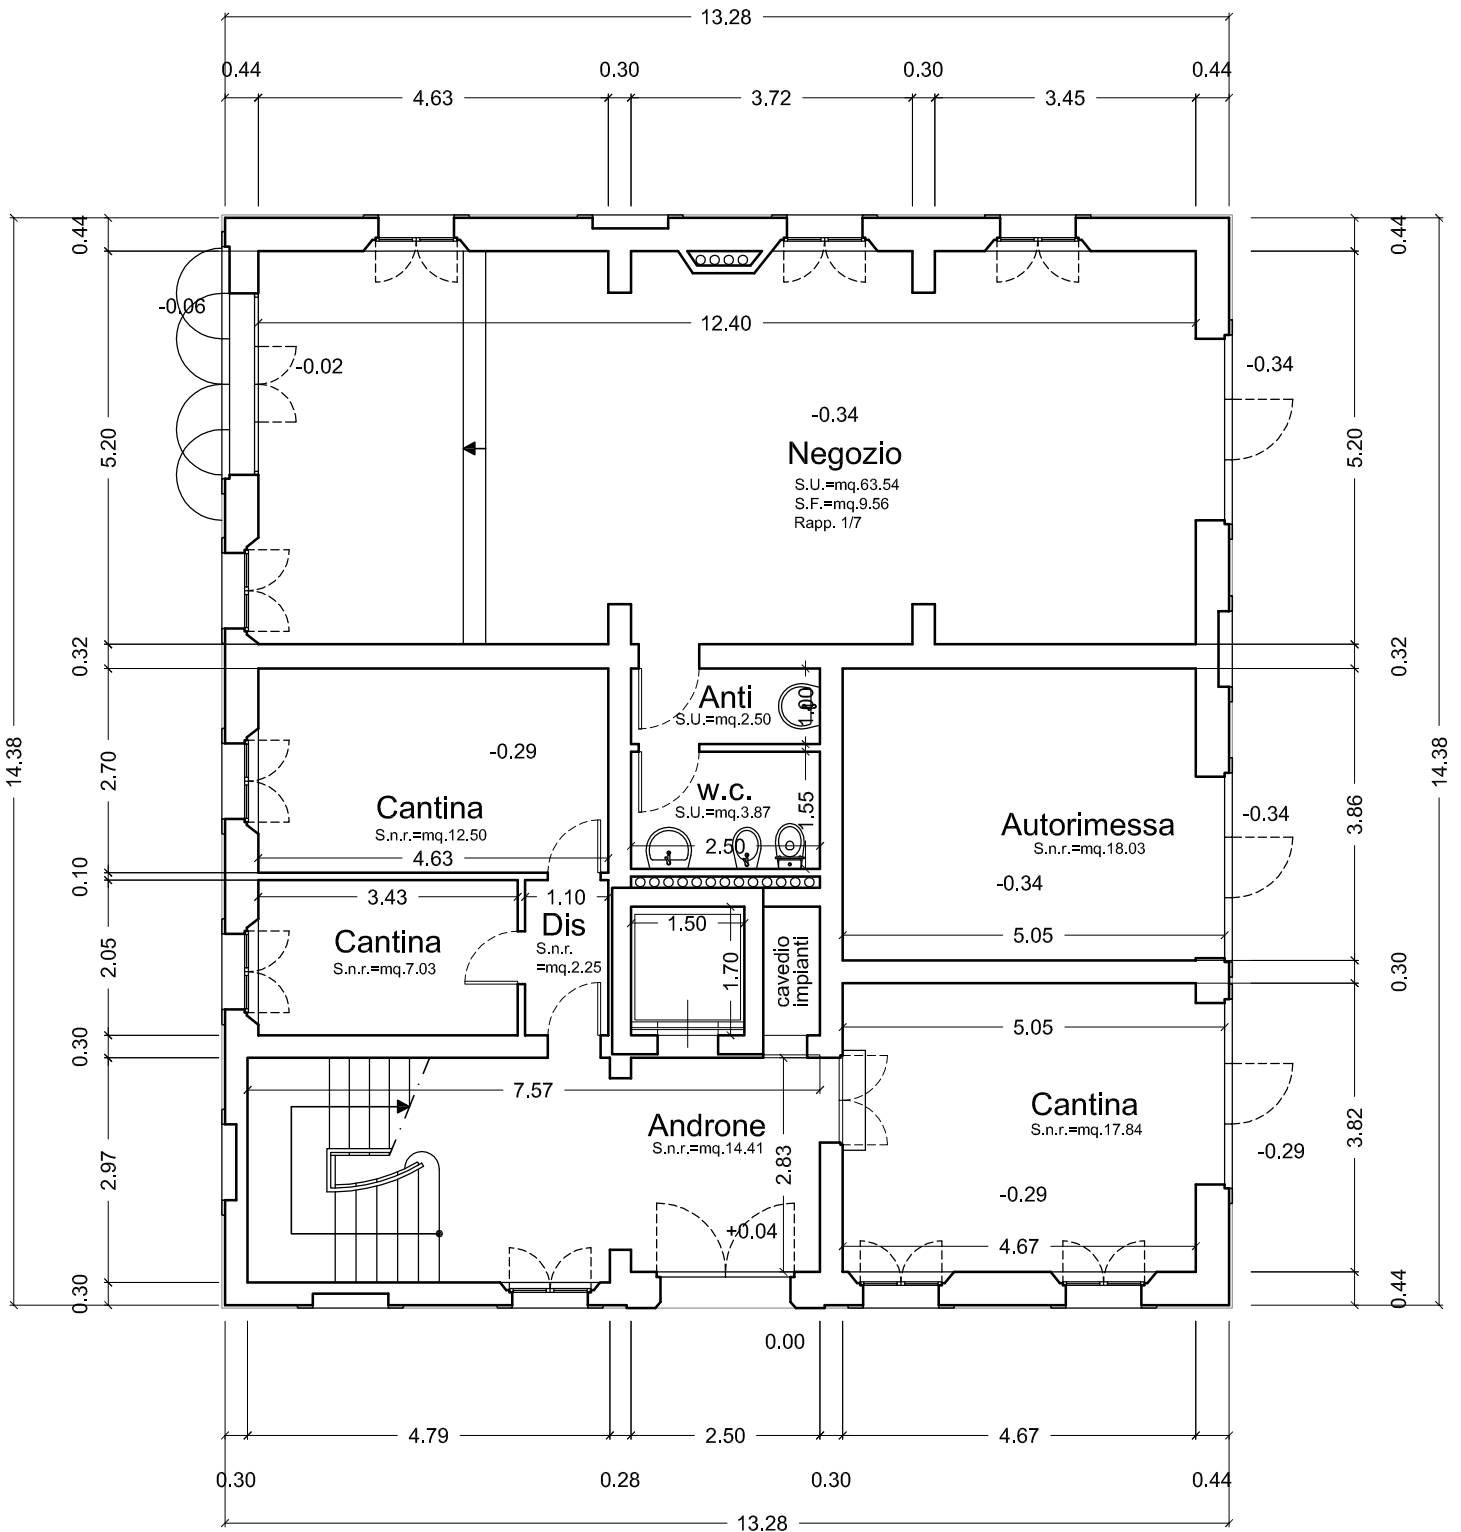 13.28
0.44
0.30
0.30
0.44
4.63
3.72
3.45
0.44
0.44
-0.06
12.40
-0.02
-0.34
-0.34
5.20
5.20
Negozio
S.U.=mq.63.54
S.F.=mq.9.56
Rapp. 1/7
0.32
0.32
Anti
S.U.=mq.2.50
1.00
14.38
14.38
2.70
-0.29
Cantina
S.n.r.=mq.12.50
4.63
w.c.
S.U.=mq.3.87
1.55
2.50
Autorimessa
S.n.r.=mq.18.03
-0.34
-0.34
3.86
0.10
3.43
1.10
Cantina
S.n.r.=mq.7.03
Dis
S.n.r.
=mq.2.25
1.50
1.70
cavedio
impianti
5.05
2.05
0.30
0.30
5.05
7.57
Androne
S.n.r.=mq.14.41
2.83
+0.04
Cantina
S.n.r.=mq.17.84
-0.29
-0.29
2.97
3.82
4.67
0.30
0.44
0.00
4.79
2.50
4.67
0.30
0.28
0.30
0.44
13.28